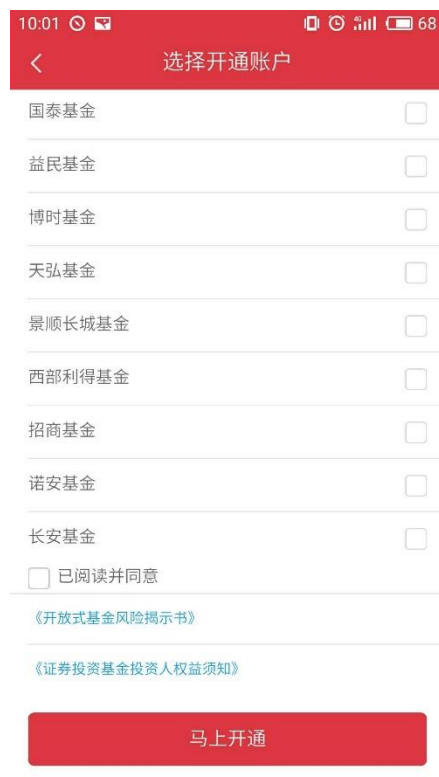 10:01 4G 68
选择开通账户
国泰基金
益民基金
博时基金
天弘基金
景顺长城基金
西部利得基金
招商基金
诺安基金
长安基金
已阅读并同意
《开放式基金风险揭示书》
《证券投资基金投资人权益须知》
马上开通